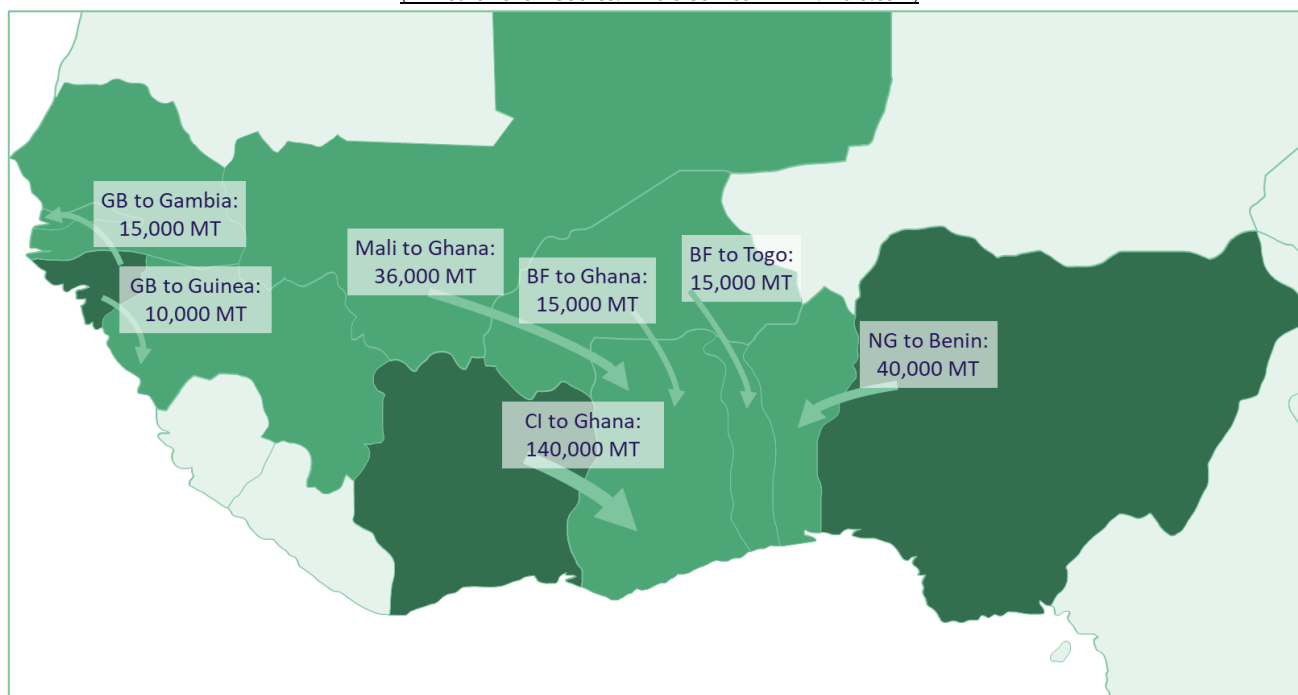 GB to Gambia:
15,000 MT
GB to Guinea:
10,000 MT
Mali to Ghana:
36,000 MT
BF to Ghana:
15,000 MT
BF to Togo:
15,000 MT
NG to Benin:
40,000 MT
CI to Ghana:
140,000 MT